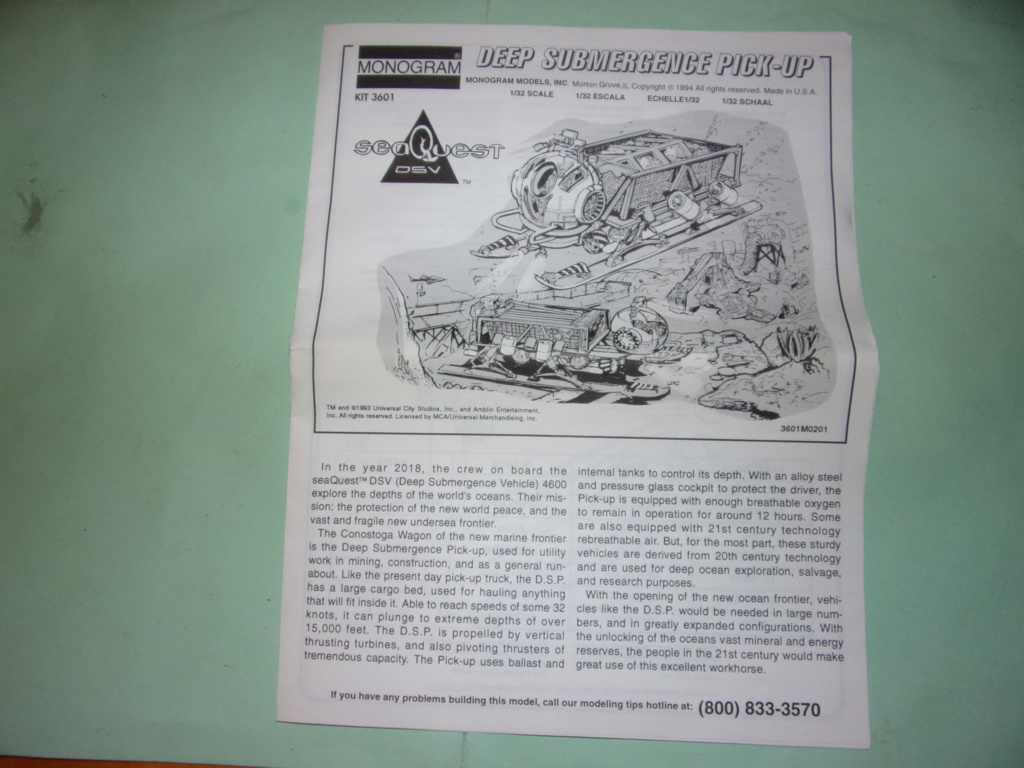 MONOGRAM®
DEEP SUBMERGENCE PICK-UP
MONOGRAM MODELS, INC Morton Grove, IL Copyright © 1994 All rights reserved. Made in U.S.A.
KIT 3601
1/32 SCALE 1/32 ESCALA ECHELLE1/32 1/32 SCHAAL
seaQuest
DSV
TM
TM and ©1993 Universal City Studios, Inc., and Amblin Entertainment,
Inc. All rights reserved. Licensed by MCA/Universal Merchandising, Inc.
3601M0201
In the year 2018, the crew on board the
seaQuest™ DSV (Deep Submergence Vehicle) 4600
explore the depths of the world's oceans. Their mis-
sion: the protection of the new world peace, and the
vast and fragile new undersea frontier.
The Conostoga Wagon of the new marine frontier
is the Deep Submergence Pick-up, used for utility
work in mining, construction, and as a general run-
about. Like the present day pick-up truck, the D.S.P.
has a large cargo bed, used for hauling anything
that will fit inside it. Able to reach speeds of some 32
knots, it can plunge to extreme depths of over
15,000 feet. The D.S.P. is propelled by vertical
thrusting turbines, and also pivoting thrusters of
tremendous capacity. The Pick-up uses ballast and
internal tanks to control its depth. With an alloy steel
and pressure glass cockpit to protect the driver, the
Pick-up is equipped with enough breathable oxygen
to remain in operation for around 12 hours. Some
are also equipped with 21st century technology
rebreathable air. But, for the most part, these sturdy
vehicles are derived from 20th century technology
and are used for deep ocean exploration, salvage,
and research purposes.
With the opening of the new ocean frontier, vehi-
cles like the D.S.P. would be needed in large num-
bers, and in greatly expanded configurations. With
the unlocking of the oceans vast mineral and energy
reserves, the people in the 21st century would make
great use of this excellent workhorse.
If you have any problems building this model, call our modeling tips hotline at: (800) 833-3570